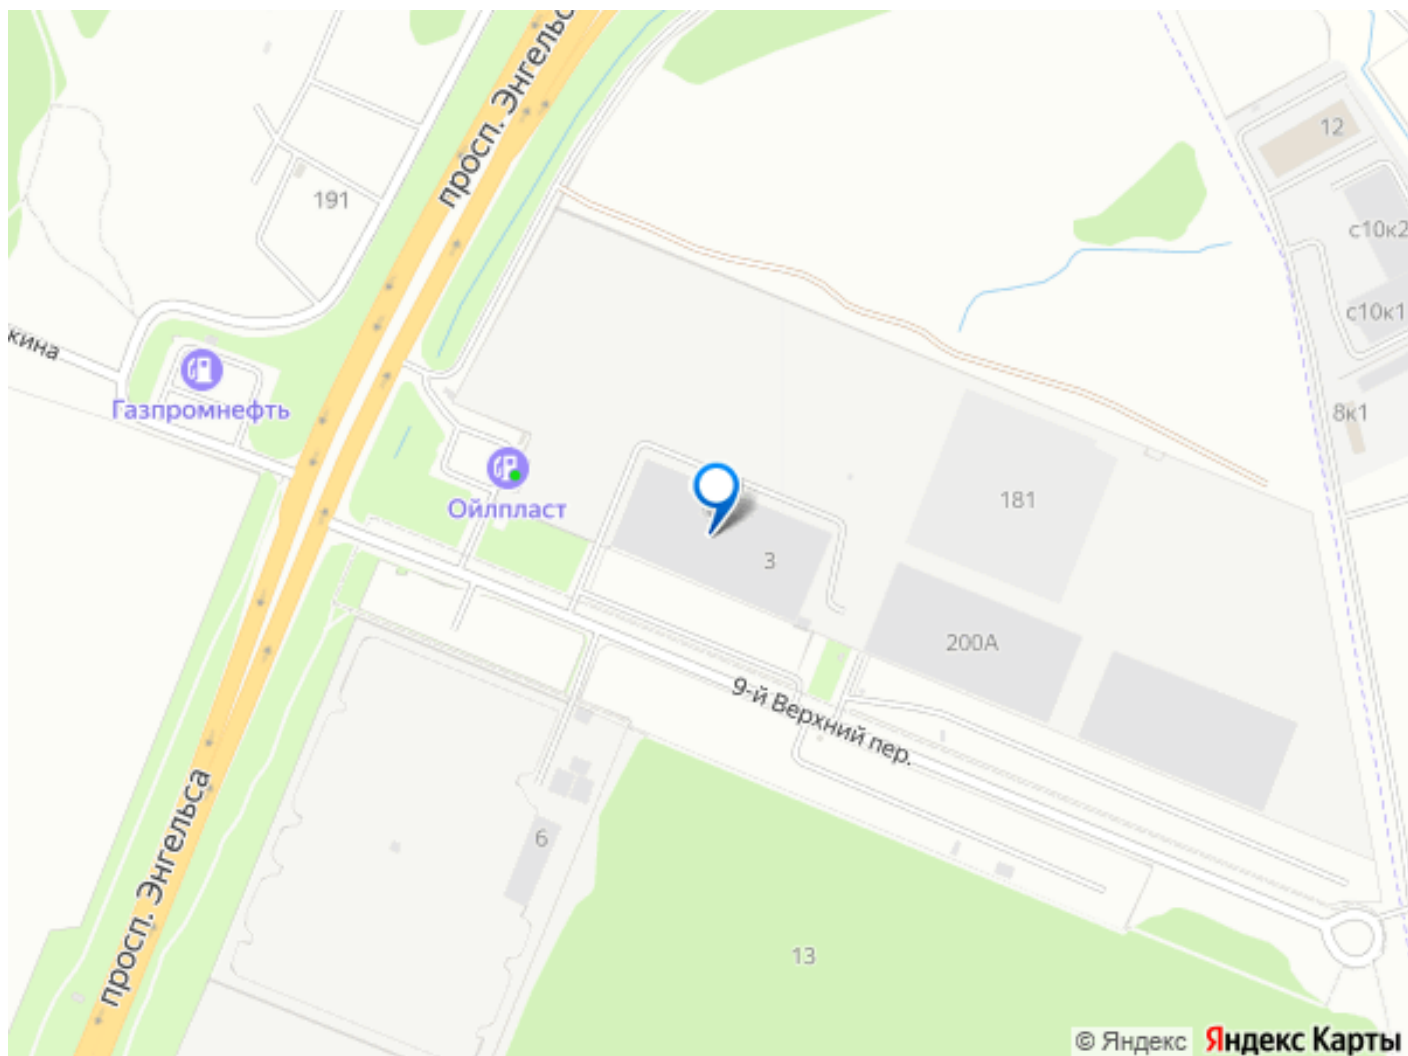 просп. Энгельс
12
191
с10к2
с10к1
кина
Газпромнефть
8к1
Ойлпласт
181
3
200А
9-й Верхний пер.
просп. Энгельса
6
13
© Яндекс Яндекс Карты